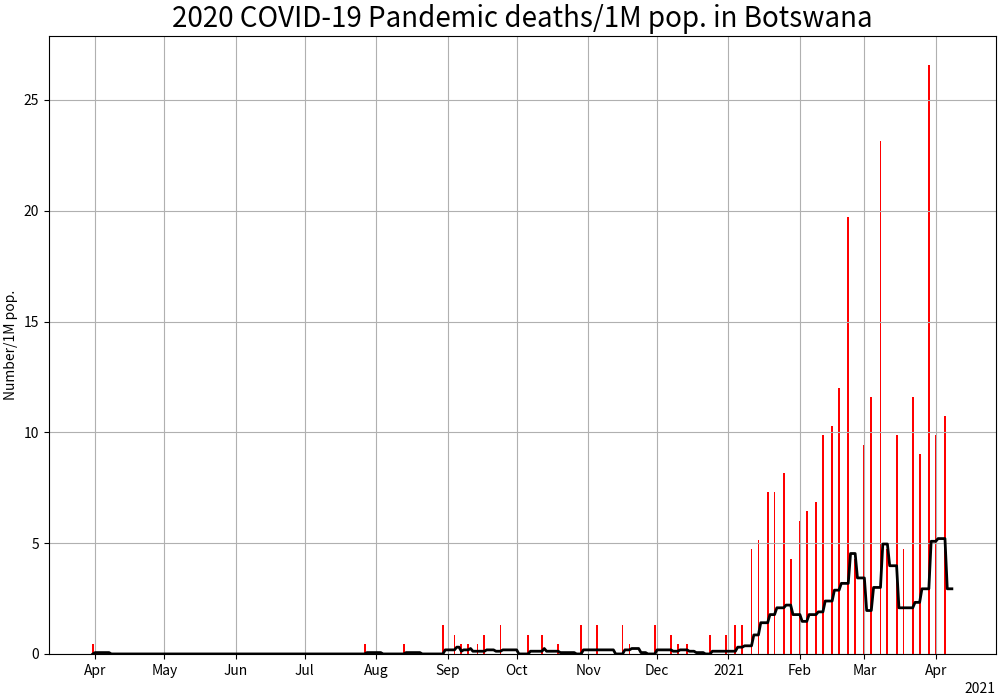 2020 COVID-19 Pandemic deaths/1M pop. in Botswana
Number/1M pop.
25
20
15
10
5
0
Apr May Jun Jul Aug Sep Oct Nov Dec 2021 Feb Mar Apr
2021